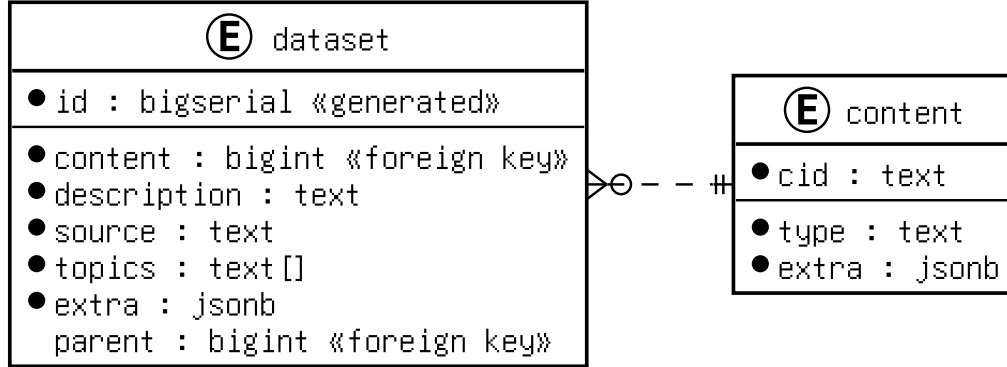 E dataset
id : bigserial «generated»
content : bigint «foreign key»
description : text
source : text
topics : text[]
extra : jsonb
parent : bigint «foreign key»
E content
cid : text
type : text
extra : jsonb